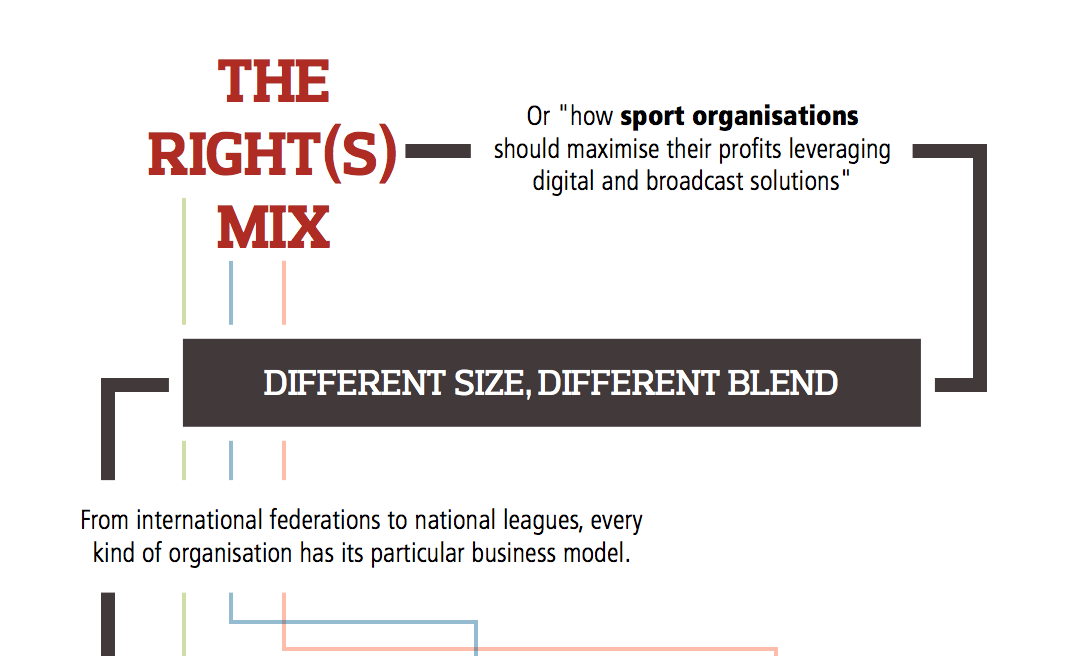 THE
RIGHT(S)
MIX
Or "how sport organisations
should maximise their profits leveraging
digital and broadcast solutions"
DIFFERENT SIZE, DIFFERENT BLEND
From international federations to national leagues, every
kind of organisation has its particular business model.